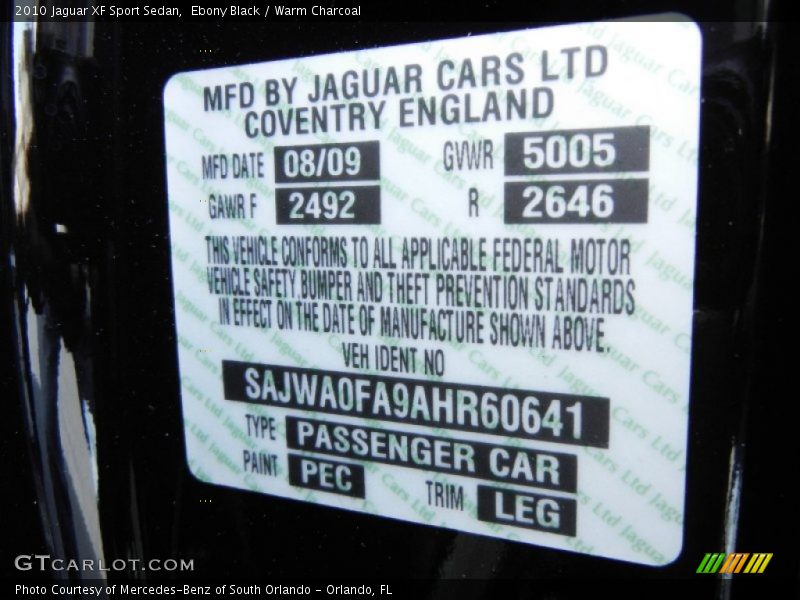 2010 Jaguar XF Sport Sedan,  Ebony Black / Warm Charcoal
MFD BY JAGUAR CARS LTD
COVENTRY ENGLAND
MFD DATE 08/09 GVWR 5005
GAWR F 2492 R 2646
THIS VEHICLE CONFORMS TO ALL APPLICABLE FEDERAL MOTOR
VEHICLE SAFETY BUMPER AND THEFT PREVENTION STANDARDS
IN EFFECT ON THE DATE OF MANUFACTURE SHOWN ABOVE.
VEH IDENT NO
SAJWA0FA9AHR60641
TYPE PASSENGER CAR
PAINT PEC TRIM LEG
GTCARLOT.COM
Photo Courtesy of Mercedes-Benz of South Orlando - Orlando, FL